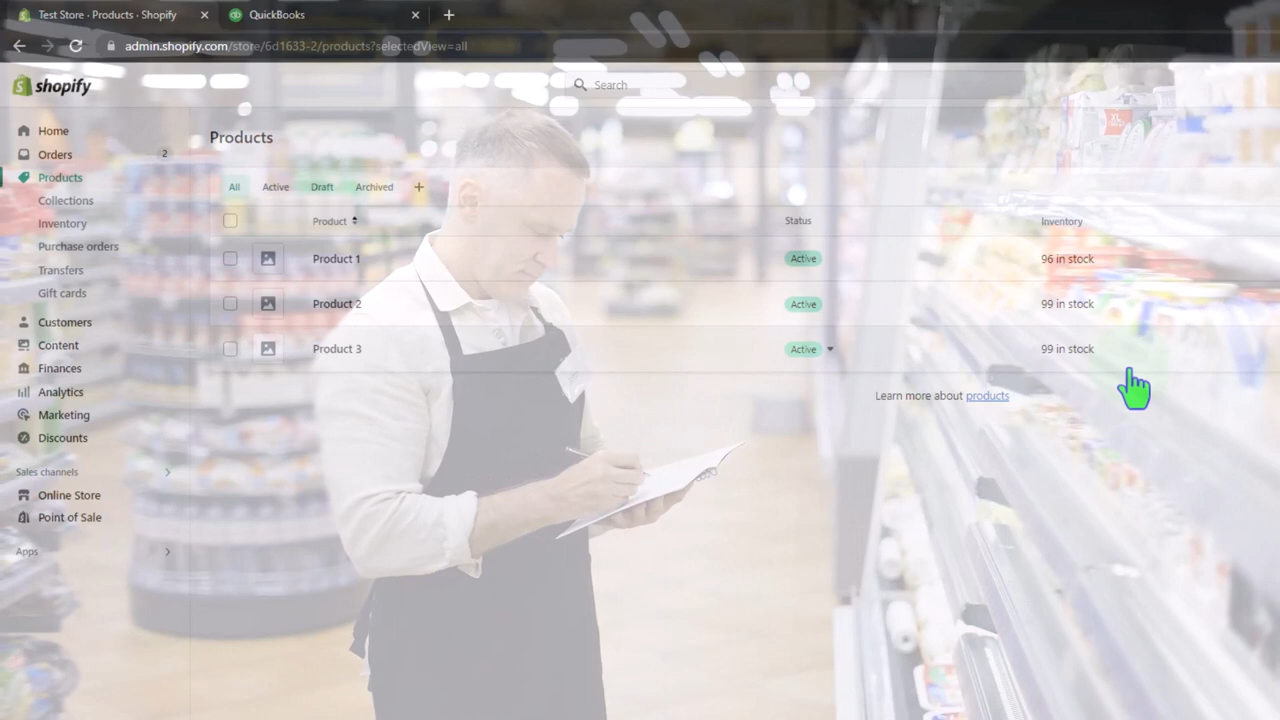 Test Store · Products · Shopify
QuickBooks
admin.shopify.com/store/6d1633-2/products?selectedView=all
shopify
Search
Home
Orders 2
Products
Collections
Inventory
Purchase orders
Transfers
Gift cards
Customers
Content
Finances
Analytics
Marketing
Discounts
Sales channels
Online Store
Point of Sale
Apps
Products
All Active Draft Archived
Product Status Inventory
Product 1 Active 96 in stock
Product 2 Active 99 in stock
Product 3 Active 99 in stock
Learn more about products
XL